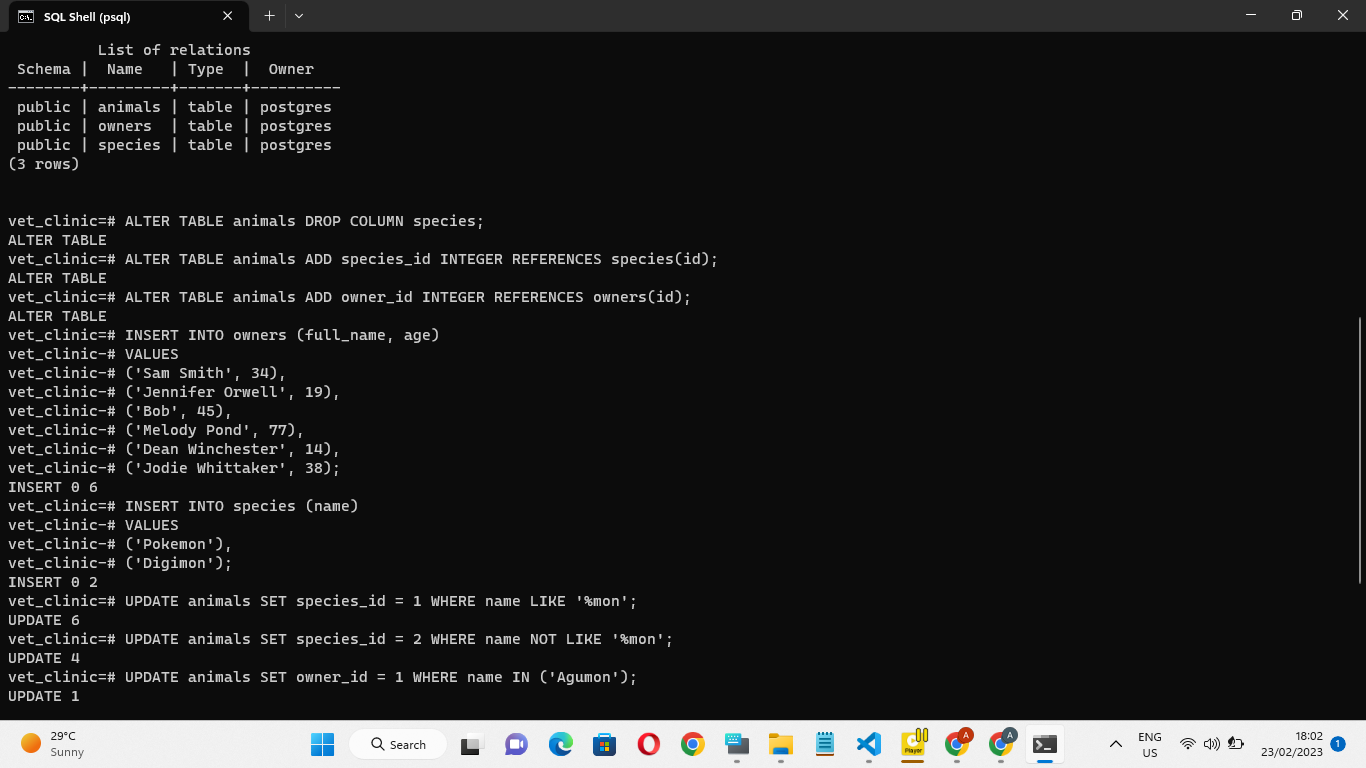 SQL Shell (psql)
List of relations
Schema | Name | Type | Owner
--------+---------+-------+----------
public | animals | table | postgres
public | owners | table | postgres
public | species | table | postgres
(3 rows)
vet_clinic=# ALTER TABLE animals DROP COLUMN species;
ALTER TABLE
vet_clinic=# ALTER TABLE animals ADD species_id INTEGER REFERENCES species(id);
ALTER TABLE
vet_clinic=# ALTER TABLE animals ADD owner_id INTEGER REFERENCES owners(id);
ALTER TABLE
vet_clinic=# INSERT INTO owners (full_name, age)
vet_clinic-# VALUES
vet_clinic-# ('Sam Smith', 34),
vet_clinic-# ('Jennifer Orwell', 19),
vet_clinic-# ('Bob', 45),
vet_clinic-# ('Melody Pond', 77),
vet_clinic-# ('Dean Winchester', 14),
vet_clinic-# ('Jodie Whittaker', 38);
INSERT 0 6
vet_clinic=# INSERT INTO species (name)
vet_clinic-# VALUES
vet_clinic-# ('Pokemon'),
vet_clinic-# ('Digimon');
INSERT 0 2
vet_clinic=# UPDATE animals SET species_id = 1 WHERE name LIKE '%mon';
UPDATE 6
vet_clinic=# UPDATE animals SET species_id = 2 WHERE name NOT LIKE '%mon';
UPDATE 4
vet_clinic=# UPDATE animals SET owner_id = 1 WHERE name IN ('Agumon');
UPDATE 1
29°C
Sunny
Search
Player
A
A
ENG
US
18:02
23/02/2023
1